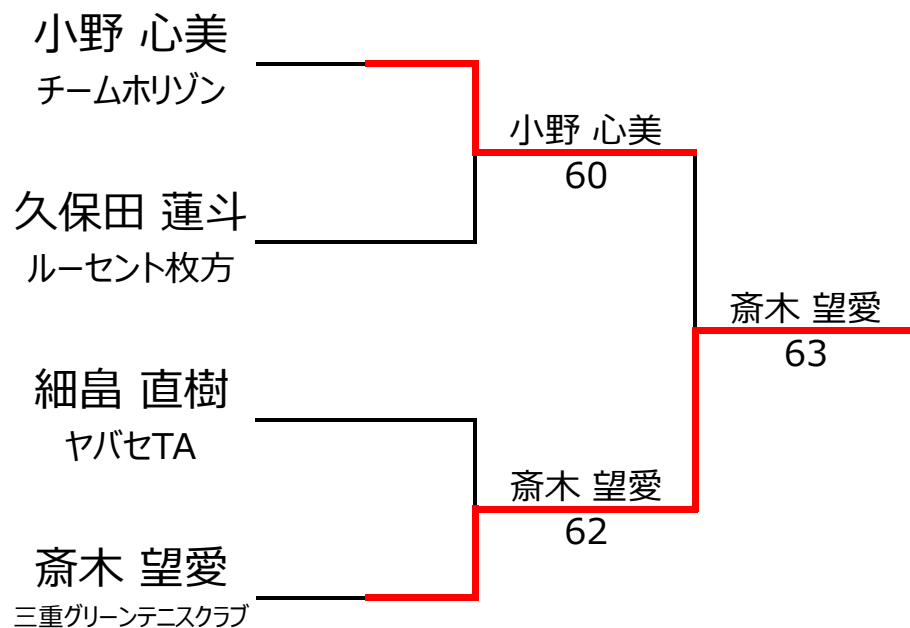 小野 心美
チームホリゾン
小野 心美
60
久保田 蓮斗
ルーセント枚方
斎木 望愛
63
細畠 直樹
ヤバセTA
斎木 望愛
62
斎木 望愛
三重グリーンテニスクラブ